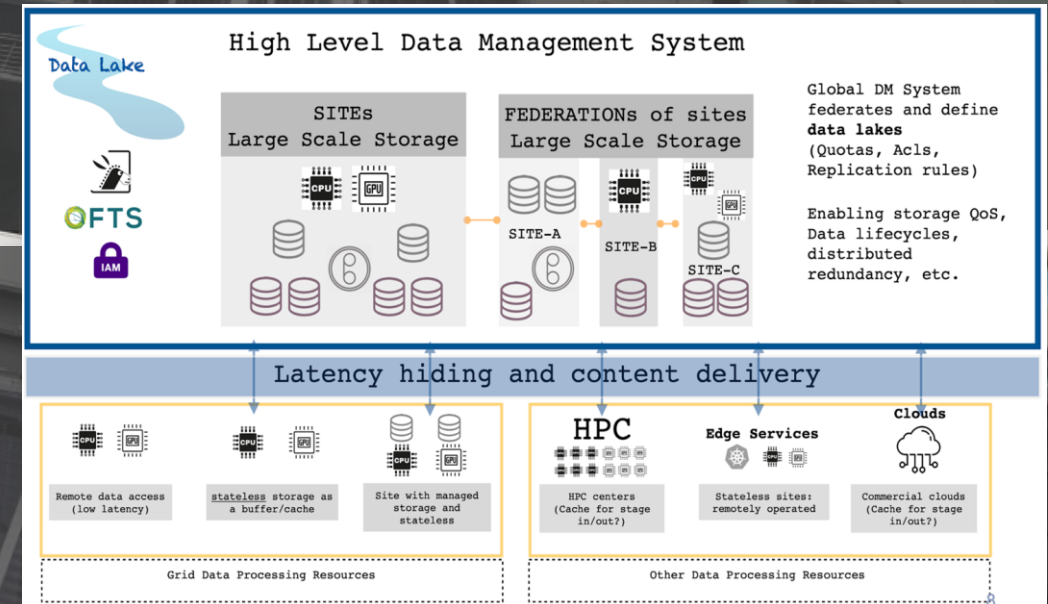 High Level Data Management System
Data Lake
FTS
IAM
SITEs
Large Scale Storage
CPU
GPU
FEDERATIONs of sites
Large Scale Storage
SITE-A
CPU
SITE-B
CPU
GPU
SITE-C
Global DM System
federates and define
data lakes
(Quotas, Acls,
Replication rules)
Enabling storage QoS,
Data lifecycles,
distributed
redundancy, etc.
Latency hiding and content delivery
CPU
GPU
Remote data access
(low latency)
CPU
GPU
stateless storage as
a buffer/cache
CPU
GPU
Site with managed
storage and
stateless
HPC
HPC centers
(Cache for stage
in/out?)
Edge Services
CPU
GPU
Stateless sites:
remotely operated
Clouds
Commercial clouds
(Cache for stage
in/out?)
Grid Data Processing Resources
Other Data Processing Resources
8